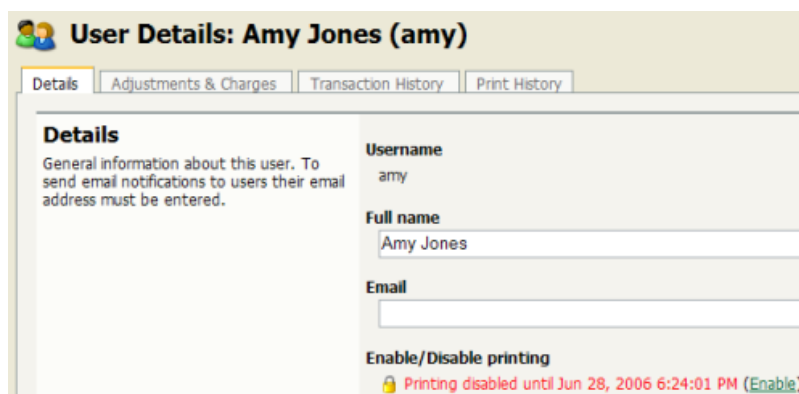 User Details: Amy Jones (amy)
Details Adjustments & Charges Transaction History Print History
Details
General information about this user. To
send email notifications to users their email
address must be entered.
Username
amy
Full name
Amy Jones
Email
Enable/Disable printing
Printing disabled until Jun 28, 2006 6:24:01 PM (Enable)